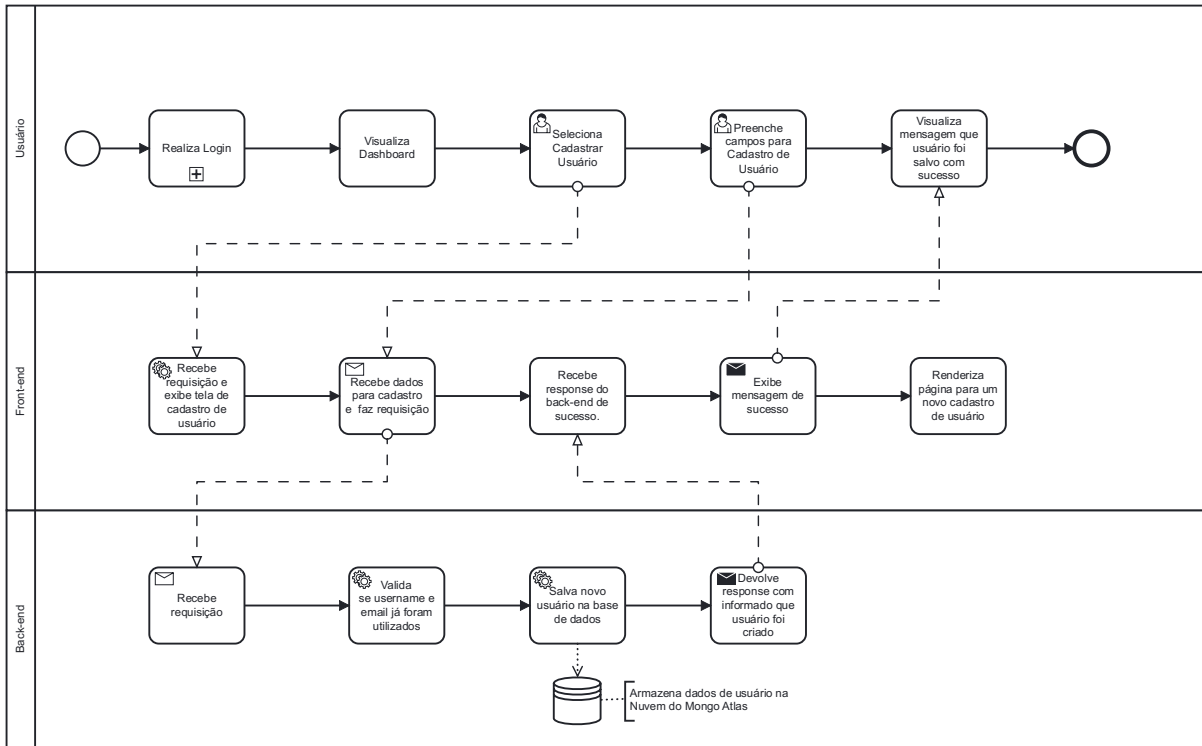 Usuário
Realiza Login
Visualiza
Dashboard
Seleciona
Cadastrar
Usuário
Preenche
campos para
Cadastro de
Usuário
Visualiza
mensagem que
usuário foi
salvo com
sucesso
Front-end
Recebe
requisição e
exibe tela de
cadastro de
usuário
Recebe dados
para cadastro
e faz requisição
Recebe
response do
back-end de
sucesso.
Exibe
mensagem de
sucesso
Renderiza
página para um
novo cadastro
de usuário
Back-end
Recebe
requisição
Valida
se username e
email já foram
utilizados
Salva novo
usuário na base
de dados
Devolve
response com
informado que
usuário foi
criado
Armazena dados de usuário na
Nuvem do Mongo Atlas